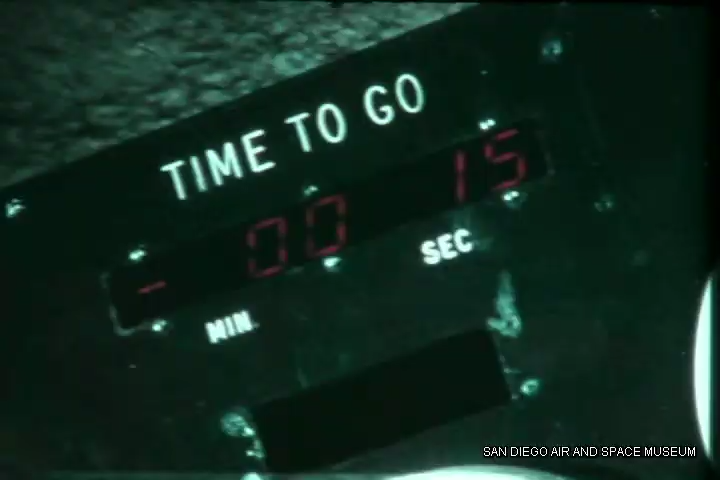 TIME TO GO
- 00 15
MIN. SEC
SAN DIEGO AIR AND SPACE MUSEUM